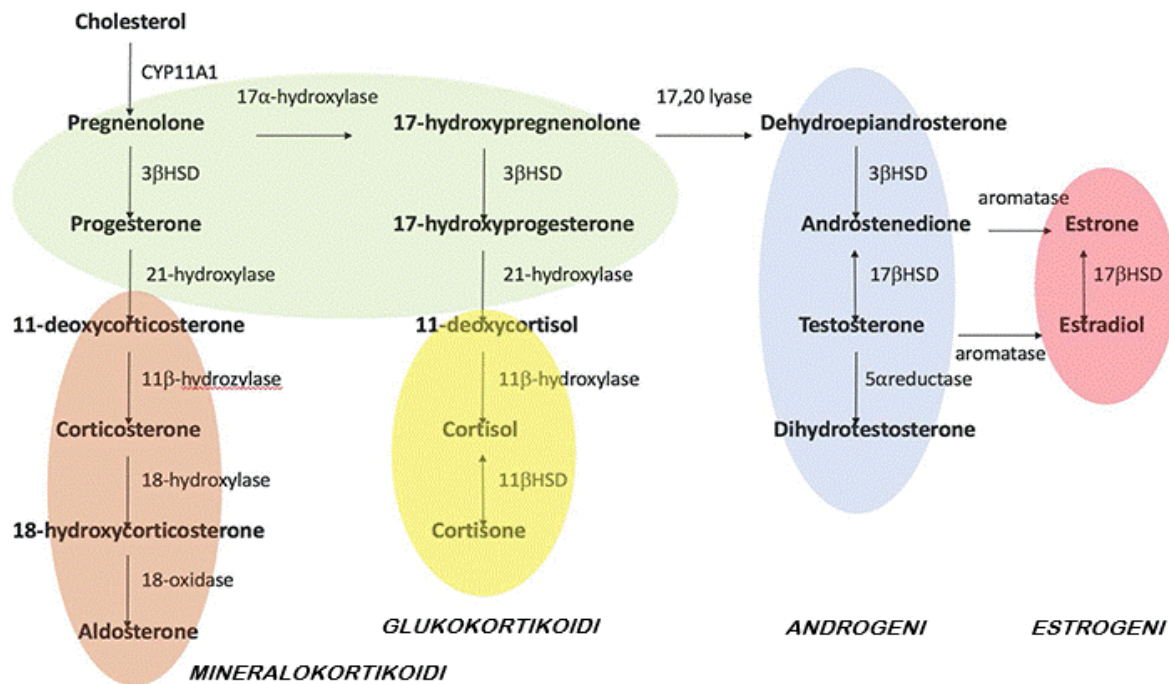 Cholesterol
CYP11A1
17α-hydroxylase
17,20 lyase
Pregnenolone
17-hydroxypregnenolone
Dehydroepiandrosterone
3βHSD
3βHSD
3βHSD
aromatase
Progesterone
17-hydroxyprogesterone
Androstenedione
Estrone
21-hydroxylase
21-hydroxylase
17βHSD
17βHSD
11-deoxycorticosterone
11-deoxycortisol
Testosterone
Estradiol
aromatase
11β-hydrozvlase
11β-hydroxylase
5αreductase
Corticosterone
Cortisol
Dihydrotestosterone
18-hydroxylase
11βHSD
18-hydroxycorticosterone
Cortisone
18-oxidase
Aldosterone
GLUKOKORTIKOIDI
ANDROGENI
ESTROGENI
MINERALOKORTIKOIDI